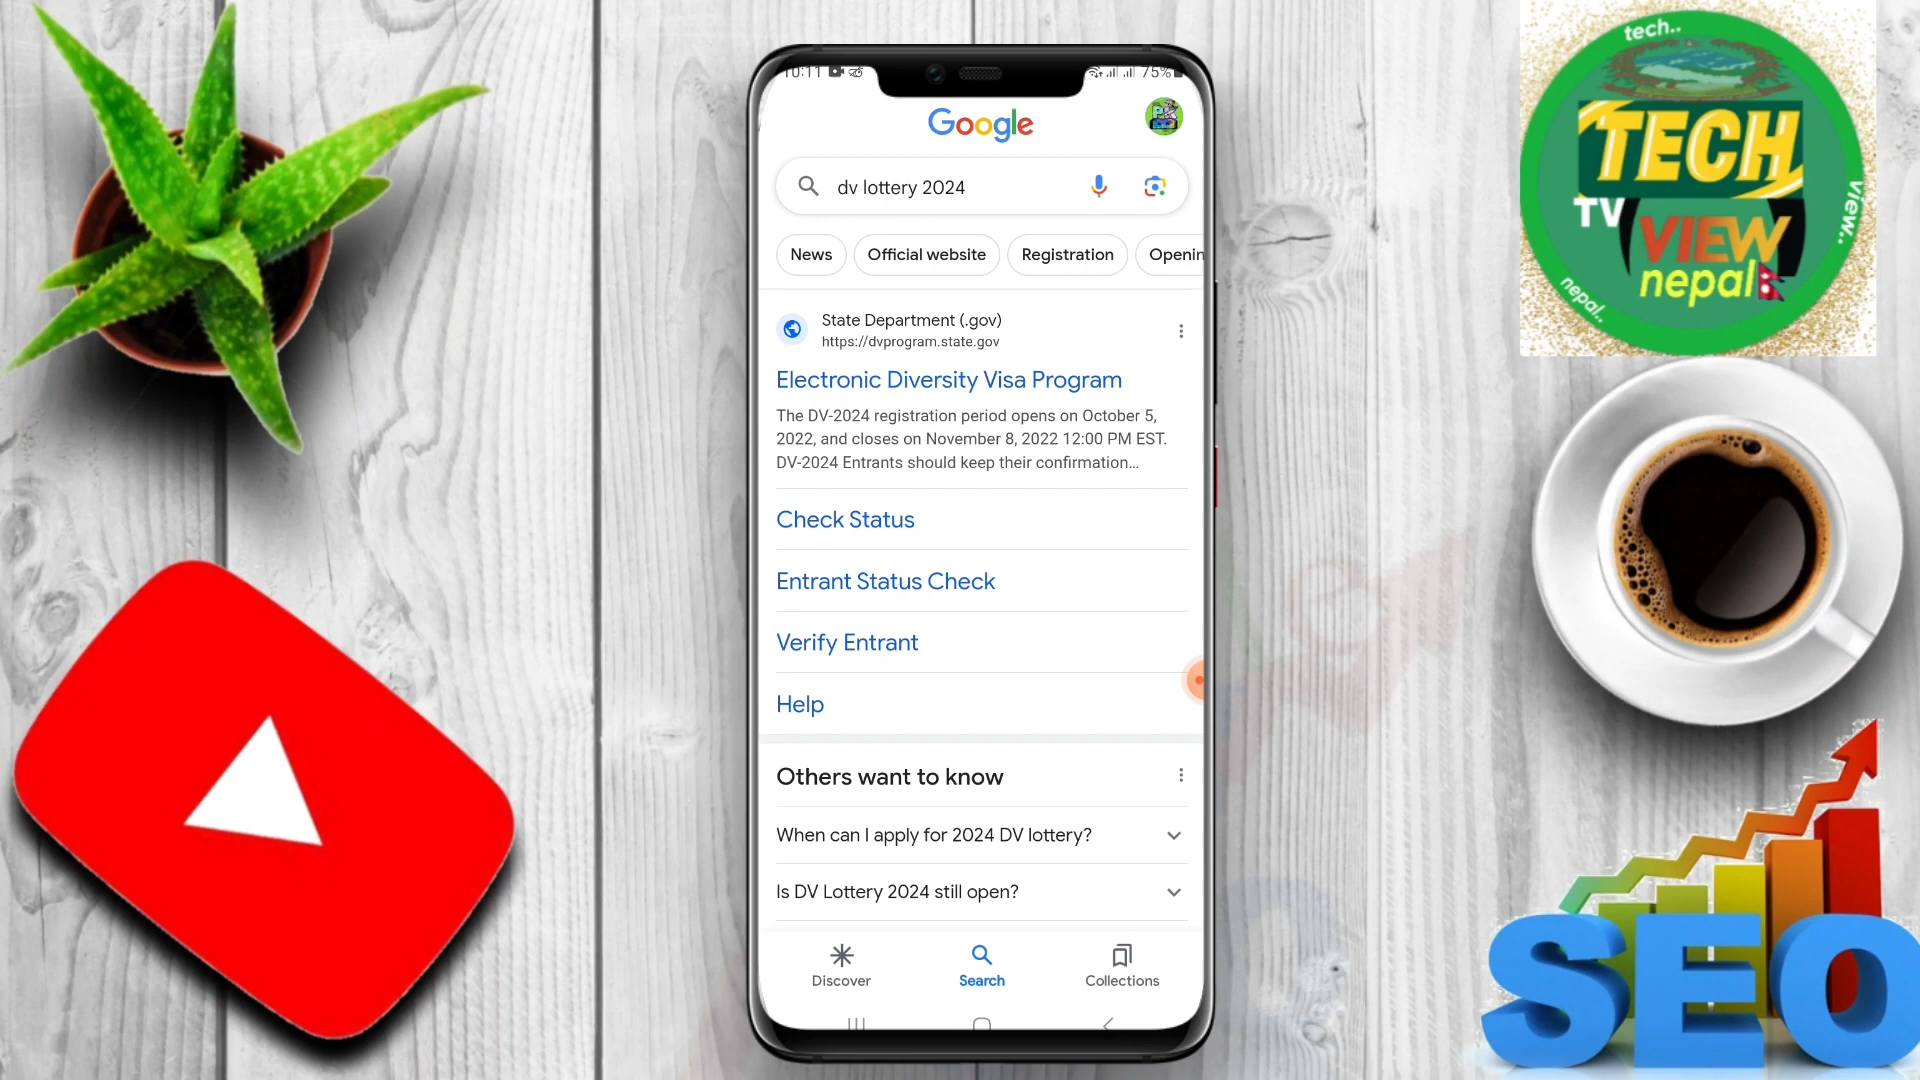 10:11
75%
Google
dv lottery 2024
News
Official website
Registration
Openin
State Department (.gov)
https://dvprogram.state.gov
Electronic Diversity Visa Program
The DV-2024 registration period opens on October 5,
2022, and closes on November 8, 2022 12:00 PM EST.
DV-2024 Entrants should keep their confirmation...
Check Status
Entrant Status Check
Verify Entrant
Help
Others want to know
When can I apply for 2024 DV lottery?
Is DV Lottery 2024 still open?
Discover
Search
Collections
tech..
TECH
TV
VIEW
nepal
view..
nepal..
SEO